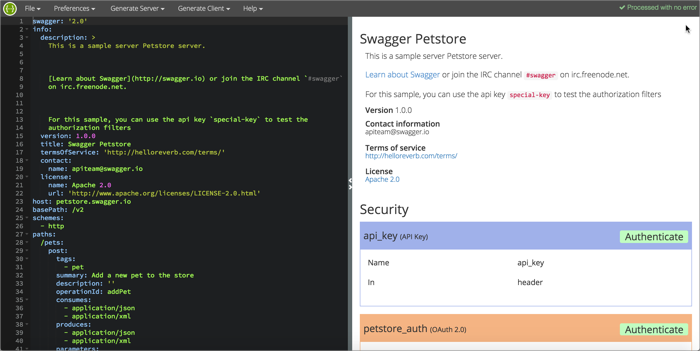 File Preferences Generate Server Generate Client Help ✓ Processed with no error
1 swagger: '2.0'
2 info:
3 description: >
4 This is a sample server Petstore server.
5
6
7
8 [Learn about Swagger](http://swagger.io) or join the IRC channel `#swagger`
9 on irc.freenode.net.
10
11
12
13 For this sample, you can use the api key `special-key` to test the
14 authorization filters
15 version: 1.0.0
16 title: Swagger Petstore
17 termsOfService: 'http://helloreverb.com/terms/'
18 contact:
19 name: apiteam@swagger.io
20 license:
21 name: Apache 2.0
22 url: 'http://www.apache.org/licenses/LICENSE-2.0.html'
23 host: petstore.swagger.io
24 basePath: /v2
25 schemes:
26 - http
27 paths:
28 /pets:
29 post:
30 tags:
31 - pet
32 summary: Add a new pet to the store
33 description: ''
34 operationId: addPet
35 consumes:
36 - application/json
37 - application/xml
38 produces:
39 - application/json
40 - application/xml
41 parameters:
Swagger Petstore
This is a sample server Petstore server.
Learn about Swagger or join the IRC channel #swagger on irc.freenode.net.
For this sample, you can use the api key special-key to test the authorization filters
Version 1.0.0
Contact information
apiteam@swagger.io
Terms of service
http://helloreverb.com/terms/
License
Apache 2.0
Security
api_key (API Key) Authenticate
Name api_key
In header
petstore_auth (OAuth 2.0) Authenticate